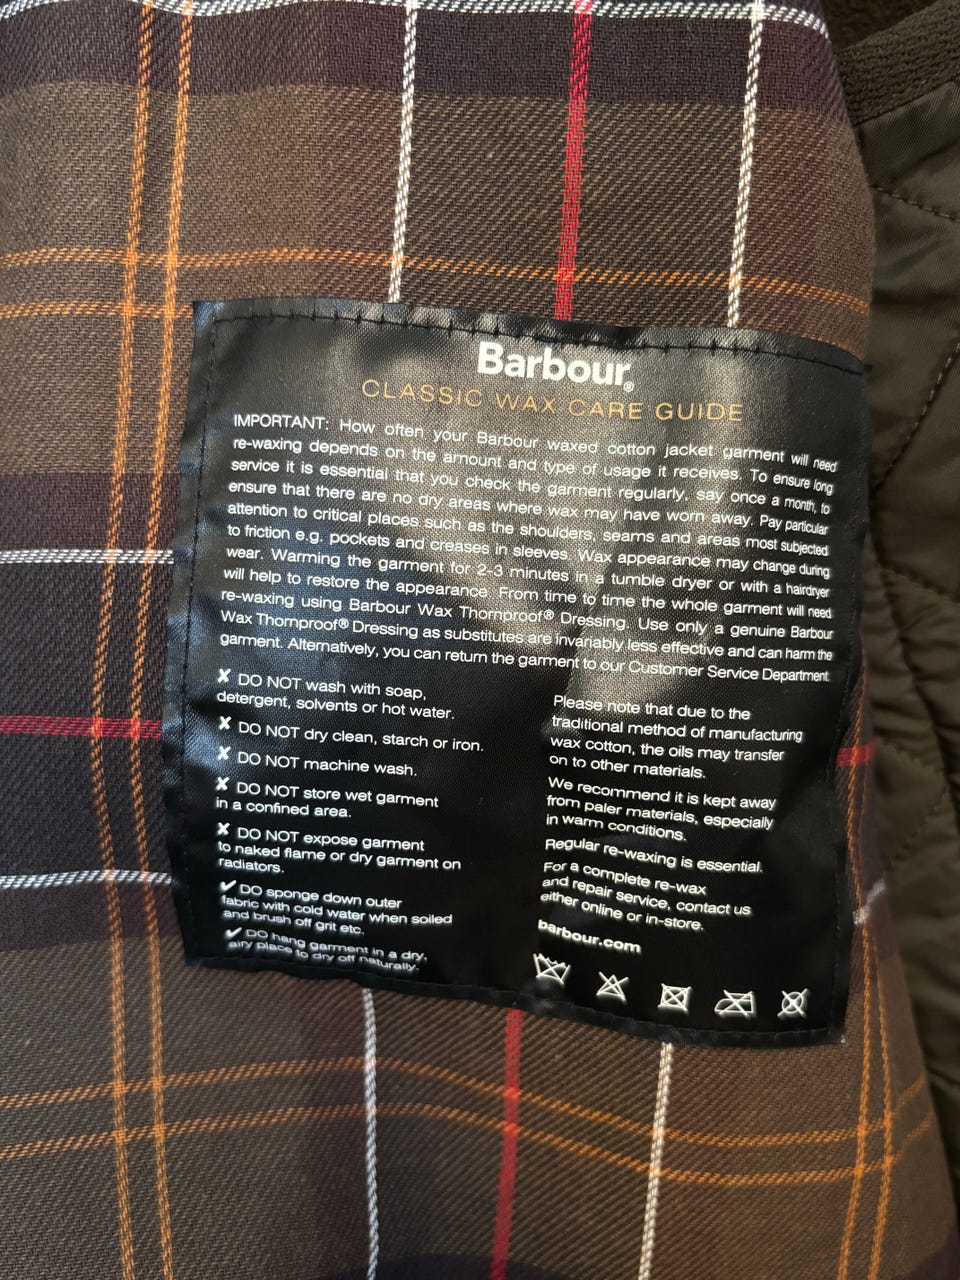 Barbour®
CLASSIC WAX CARE GUIDE
IMPORTANT: How often your Barbour waxed cotton jacket garment will need
re-waxing depends on the amount and type of usage it receives. To ensure long
service it is essential that you check the garment regularly, say once a month, to
ensure that there are no dry areas where wax may have worn away. Pay particular
attention to critical places such as the shoulders, seams and areas most subjected
to friction e.g. pockets and creases in sleeves. Wax appearance may change during
wear. Warming the garment for 2-3 minutes in a tumble dryer or with a hairdryer
will help to restore the appearance. From time to time the whole garment will need
re-waxing using Barbour Wax Thornproof® Dressing. Use only a genuine Barbour
Wax Thornproof® Dressing as substitutes are invariably less effective and can harm the
garment. Alternatively, you can return the garment to our Customer Service Department.
✘ DO NOT wash with soap,
detergent, solvents or hot water.
✘ DO NOT dry clean, starch or iron.
✘ DO NOT machine wash.
✘ DO NOT store wet garment
in a confined area.
✘ DO NOT expose garment
to naked flame or dry garment on
radiators.
✔ DO sponge down outer
fabric with cold water when soiled
and brush off grit etc.
✔ DO hang garment in a dry,
airy place to dry off naturally.
Please note that due to the
traditional method of manufacturing
wax cotton, the oils may transfer
on to other materials.
We recommend it is kept away
from paler materials, especially
in warm conditions.
Regular re-waxing is essential.
For a complete re-wax
and repair service, contact us
either online or in-store.
barbour.com